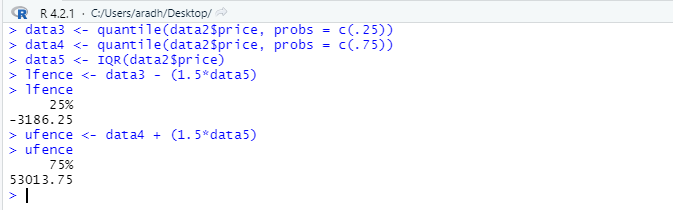 R 4.2.1 · C:/Users/aradh/Desktop/
> data3 <- quantile(data2$price, probs = c(.25))
> data4 <- quantile(data2$price, probs = c(.75))
> data5 <- IQR(data2$price)
> lfence <- data3 - (1.5*data5)
> lfence
     25%
-3186.25
> ufence <- data4 + (1.5*data5)
> ufence
     75%
53013.75
>